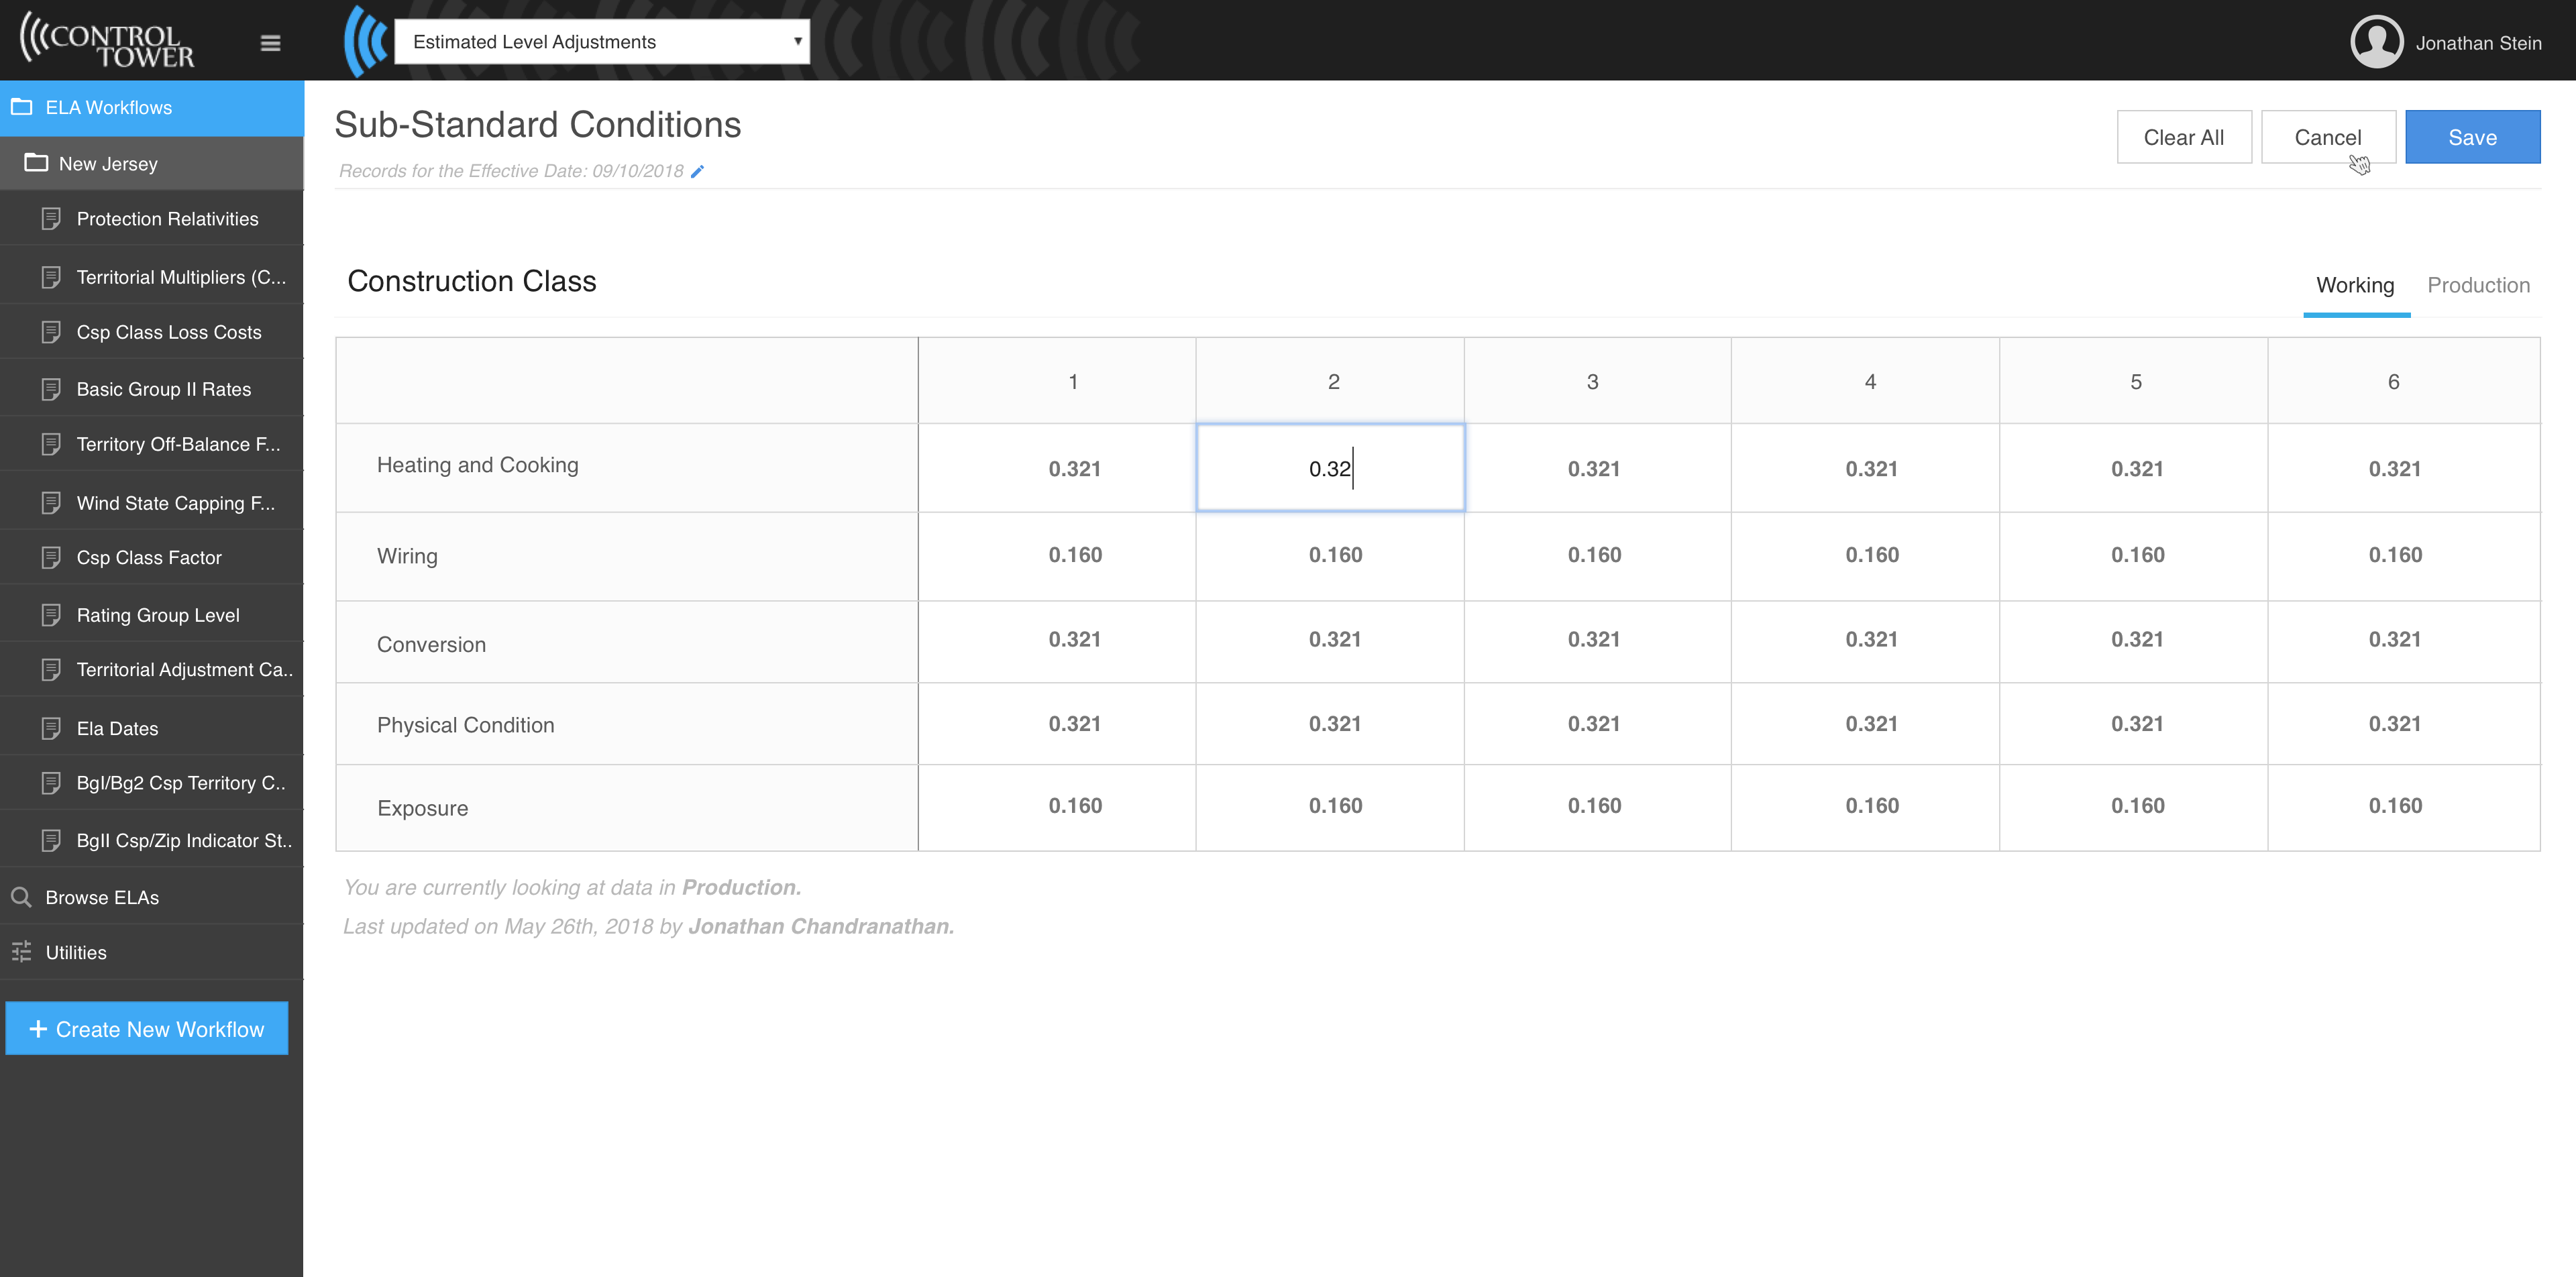 CONTROL
TOWER
Estimated Level Adjustments
Jonathan Stein
ELA Workflows
New Jersey
Protection Relativities
Territorial Multipliers (C...
Csp Class Loss Costs
Basic Group II Rates
Territory Off-Balance F...
Wind State Capping F...
Csp Class Factor
Rating Group Level
Territorial Adjustment Ca..
Ela Dates
BgI/Bg2 Csp Territory C..
BgII Csp/Zip Indicator St..
Browse ELAs
Utilities
+ Create New Workflow
Sub-Standard Conditions
Records for the Effective Date: 09/10/2018
Clear All
Cancel
Save
Construction Class
Working
Production
1 2 3 4 5 6
Heating and Cooking 0.321 0.32 0.321 0.321 0.321 0.321
Wiring 0.160 0.160 0.160 0.160 0.160 0.160
Conversion 0.321 0.321 0.321 0.321 0.321 0.321
Physical Condition 0.321 0.321 0.321 0.321 0.321 0.321
Exposure 0.160 0.160 0.160 0.160 0.160 0.160
You are currently looking at data in Production.
Last updated on May 26th, 2018 by Jonathan Chandranathan.